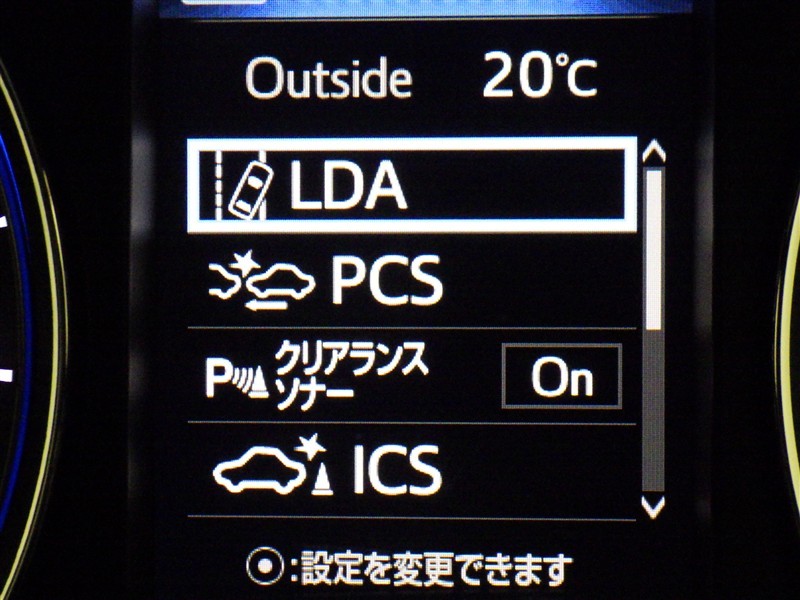 Outside 20℃
LDA
PCS
P クリアランス
ソナー On
ICS
:設定を変更できます